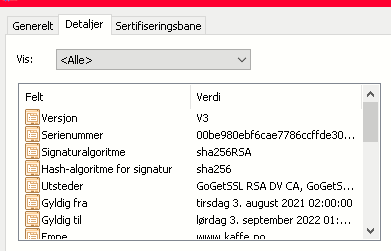 Generelt Detaljer Sertifiseringsbane
Vis: <Alle>
Felt Verdi
Versjon V3
Serienummer 00be980ebf6cae7786ccffde30...
Signaturalgoritme sha256RSA
Hash-algoritme for signatur sha256
Utsteder GoGetSSL RSA DV CA, GoGetS...
Gyldig fra tirsdag 3. august 2021 02:00:00
Gyldig til lørdag 3. september 2022 01:...
Emne www.kaffe.no